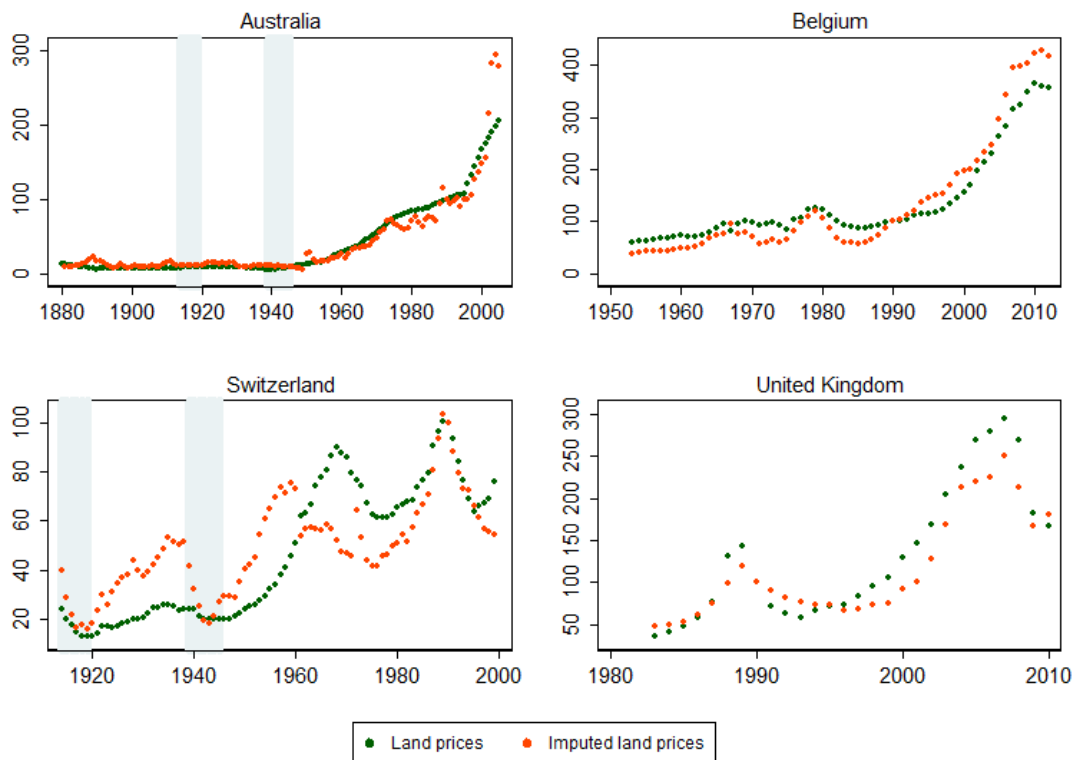 Australia
0 100 200 300
1880 1900 1920 1940 1960 1980 2000
Belgium
0 100 200 300 400
1950 1960 1970 1980 1990 2000 2010
Switzerland
20 40 60 80 100
1920 1940 1960 1980 2000
United Kingdom
50 100 150 200 250 300
1980 1990 2000 2010
Land prices Imputed land prices